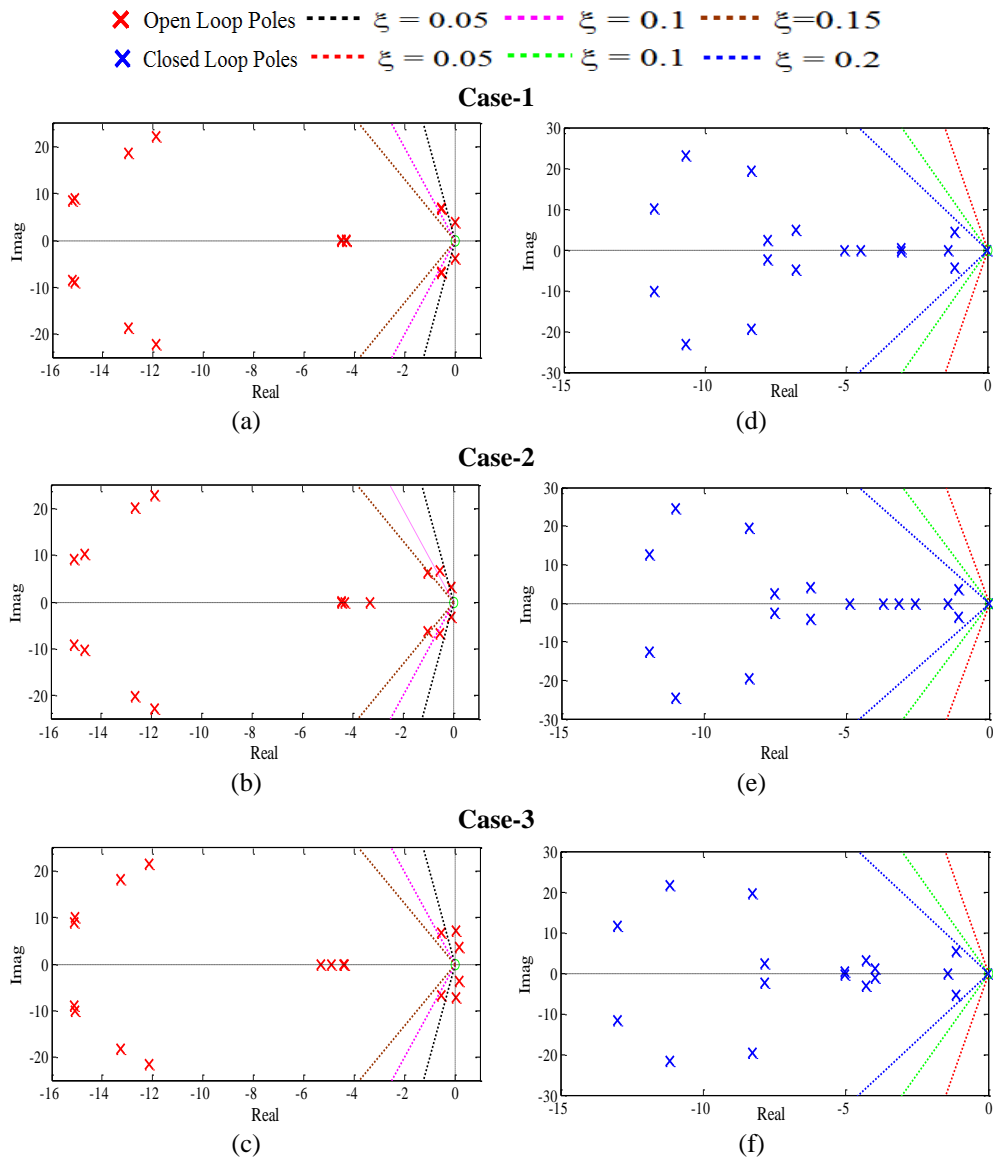 Open Loop Poles ξ = 0.05 ξ = 0.1 ξ=0.15
Closed Loop Poles ξ = 0.05 ξ = 0.1 ξ = 0.2
Case-1
20
10
0
-10
-20
Imag
-16 -14 -12 -10 -8 -6 -4 -2 0
Real
(a)
30
20
10
0
-10
-20
-30
Imag
-15 -10 -5 0
Real
(d)
Case-2
20
10
0
-10
-20
Imag
-16 -14 -12 -10 -8 -6 -4 -2 0
Real
(b)
30
20
10
0
-10
-20
-30
Imag
-15 -10 -5 0
Real
(e)
Case-3
20
10
0
-10
-20
Imag
-16 -14 -12 -10 -8 -6 -4 -2 0
Real
(c)
30
20
10
0
-10
-20
-30
Imag
-15 -10 -5 0
Real
(f)